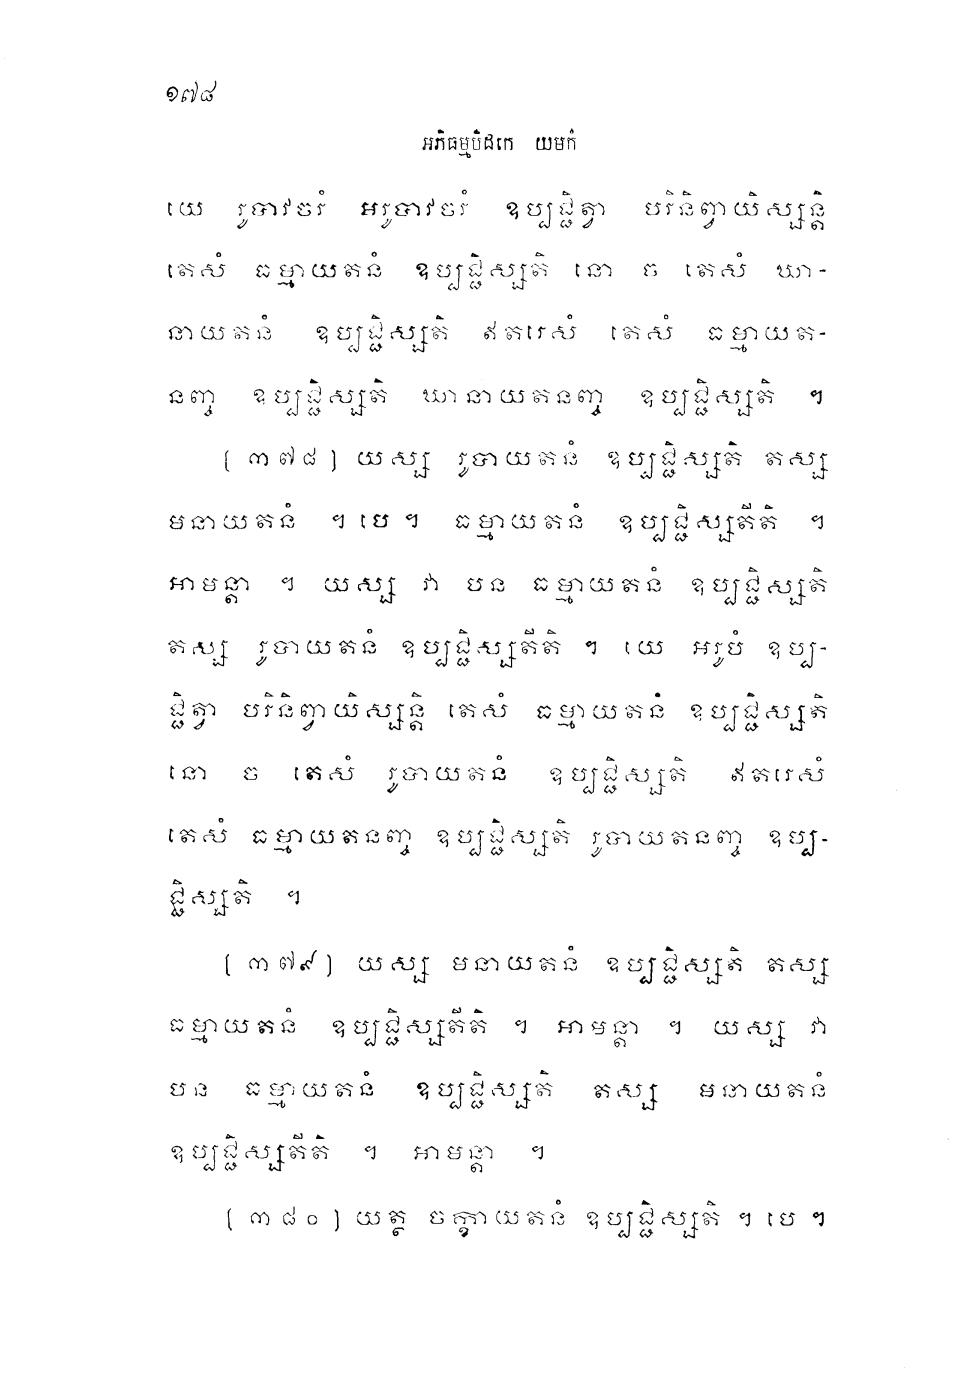 ១៧៨
អភិធម្មបិដកេ យមកំ
យេ រូបាវចរំ អរូបាវចរំ ឧប្បជ្ជិត្វា បរិនិព្វាយិស្សន្តិ
តេសំ ធម្មាយតនំ ឧប្បជ្ជិស្សតិ នោ ច តេសំ ឃា-
នាយតនំ ឧប្បជ្ជិស្សតិ ឥតរេសំ តេសំ ធម្មាយត-
នញ្ច ឧប្បជ្ជិស្សតិ ឃានាយតនញ្ច ឧប្បជ្ជិស្សតិ ។
(៣៧៨) យស្ស រូបាយតនំ ឧប្បជ្ជិស្សតិ តស្ស
មនាយតនំ ។ បេ ។ ធម្មាយតនំ ឧប្បជ្ជិស្សតីតិ ។
អាមន្តា ។ យស្ស វា បន ធម្មាយតនំ ឧប្បជ្ជិស្សតិ
តស្ស រូបាយតនំ ឧប្បជ្ជិស្សតីតិ ។ យេ អរូបំ ឧប្ប-
ជ្ជិត្វា បរិនិព្វាយិស្សន្តិ តេសំ ធម្មាយតនំ ឧប្បជ្ជិស្សតិ
នោ ច តេសំ រូបាយតនំ ឧប្បជ្ជិស្សតិ ឥតរេសំ
តេសំ ធម្មាយតនញ្ច ឧប្បជ្ជិស្សតិ រូបាយតនញ្ច ឧប្ប-
ជ្ជិស្សតិ ។
(៣៧៩) យស្ស មនាយតនំ ឧប្បជ្ជិស្សតិ តស្ស
ធម្មាយតនំ ឧប្បជ្ជិស្សតីតិ ។ អាមន្តា ។ យស្ស វា
បន ធម្មាយតនំ ឧប្បជ្ជិស្សតិ តស្ស មនាយតនំ
ឧប្បជ្ជិស្សតីតិ ។ អាមន្តា ។
(៣៨០) យត្ថ ចក្ខាយតនំ ឧប្បជ្ជិស្សតិ ។ បេ ។